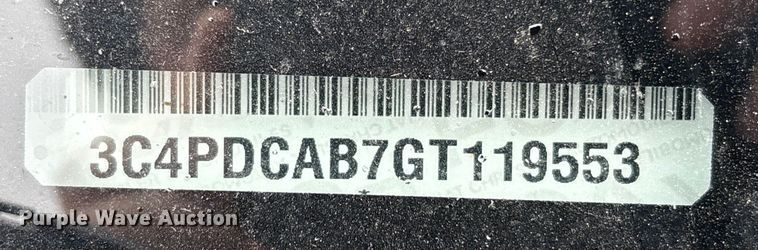 3C4PDCAB7GT119553
Purple Wave Auction